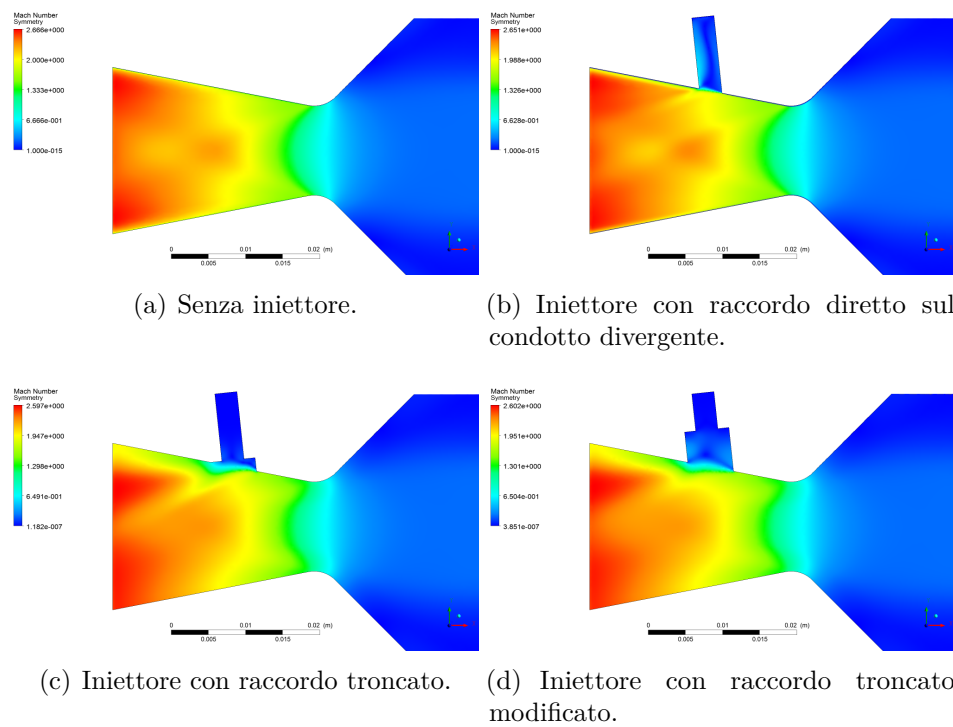 Mach Number
Symmetry
2.666e+000
2.000e+000
1.333e+000
6.666e-001
1.000e-015
0 0.01 0.02 (m)
0.005 0.015
(a) Senza iniettore.
Mach Number
Symmetry
2.651e+000
1.988e+000
1.326e+000
6.628e-001
1.000e-015
0 0.01 0.02 (m)
0.005 0.015
(b) Iniettore con raccordo diretto sul
condotto divergente.
Mach Number
Symmetry
2.597e+000
1.947e+000
1.298e+000
6.491e-001
1.182e-007
0 0.01 0.02 (m)
0.005 0.015
(c) Iniettore con raccordo troncato.
Mach Number
Symmetry
2.602e+000
1.951e+000
1.301e+000
6.504e-001
3.851e-007
0 0.01 0.02 (m)
0.005 0.015
(d) Iniettore con raccordo troncato
modificato.